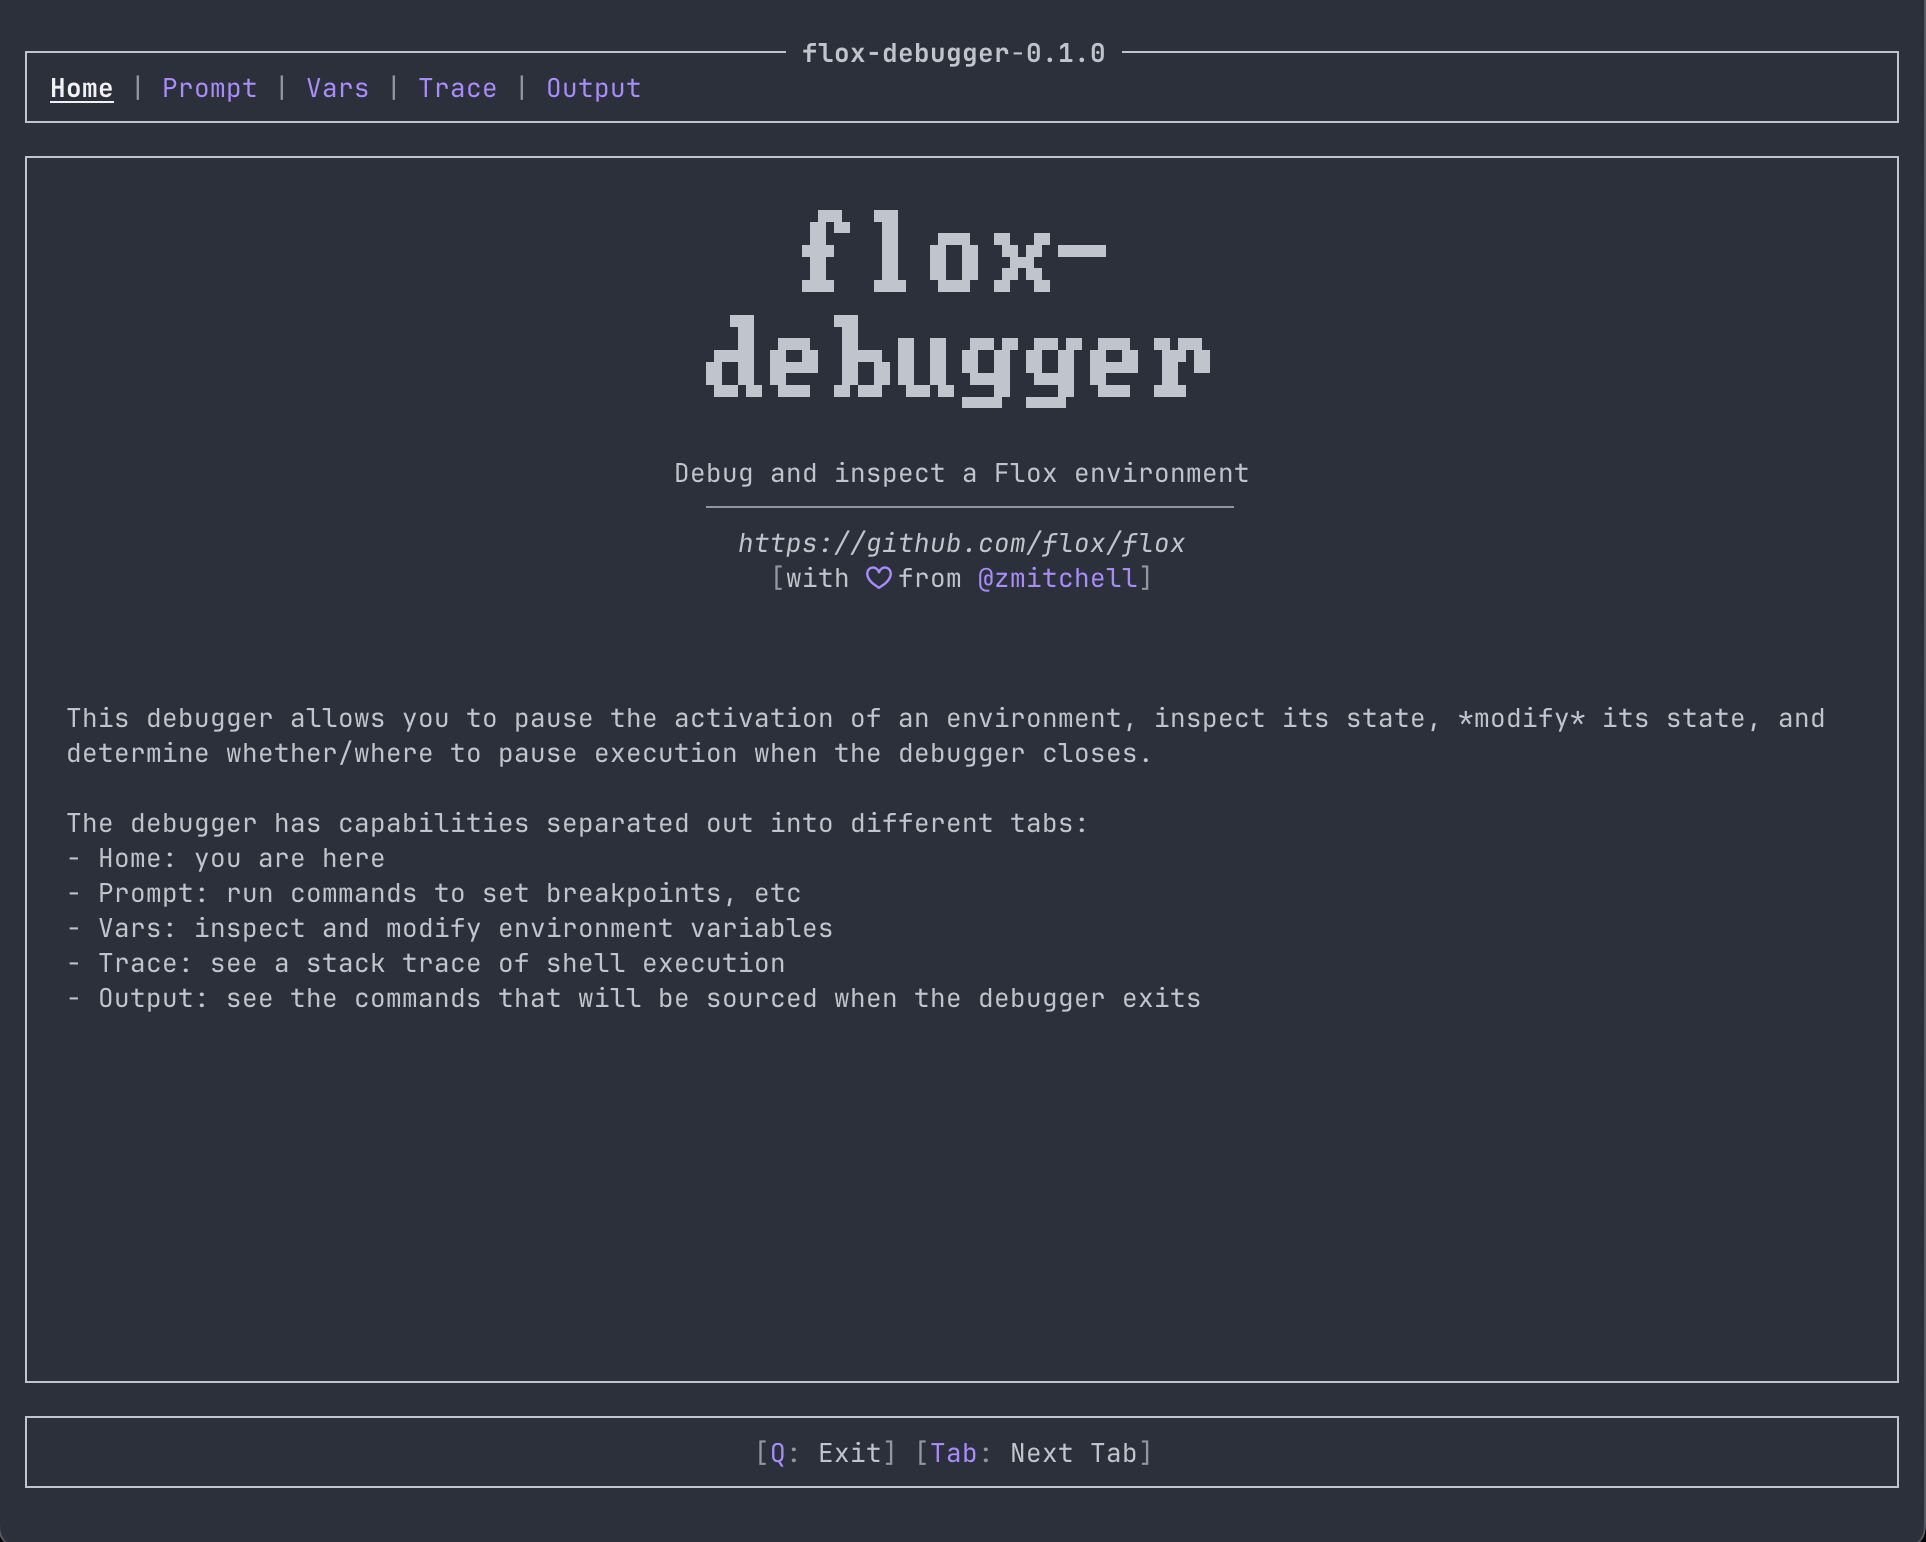 flox-debugger-0.1.0
Home | Prompt | Vars | Trace | Output
flox-
debugger
Debug and inspect a Flox environment
https://github.com/flox/flox
[with ♡ from @zmitchell]
This debugger allows you to pause the activation of an environment, inspect its state, *modify* its state, and
determine whether/where to pause execution when the debugger closes.
The debugger has capabilities separated out into different tabs:
- Home: you are here
- Prompt: run commands to set breakpoints, etc
- Vars: inspect and modify environment variables
- Trace: see a stack trace of shell execution
- Output: see the commands that will be sourced when the debugger exits
[Q: Exit] [Tab: Next Tab]